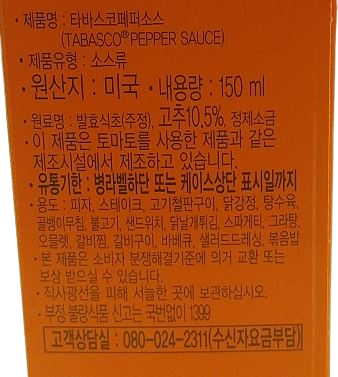 · 제품명 : 타바스코페퍼소스
(TABASCO® PEPPER SAUCE)
· 제품유형 : 소스류
· 원산지 : 미국 · 내용량 : 150 ml
· 원료명 : 발효식초(주정), 고추10.5%, 정제소금
· 이 제품은 토마토를 사용한 제품과 같은
제조시설에서 제조하고 있습니다.
· 유통기한 : 병라벨하단 또는 케이스상단 표시일까지
· 용도 : 피자, 스테이크, 고기철판구이, 닭강정, 탕수육,
골뱅이무침, 불고기, 샌드위치, 닭날개튀김, 스파게티, 그라탕,
오믈렛, 갈비찜, 갈비구이, 바베큐, 샐러드드레싱, 볶음밥
· 본 제품은 소비자 분쟁해결기준에 의거 교환 또는
보상 받으실 수 있습니다.
· 직사광선을 피해 서늘한 곳에 보관하십시오.
· 부정·불량식품 신고는 국번없이 1399
고객상담실 : 080-024-2311(수신자요금부담)